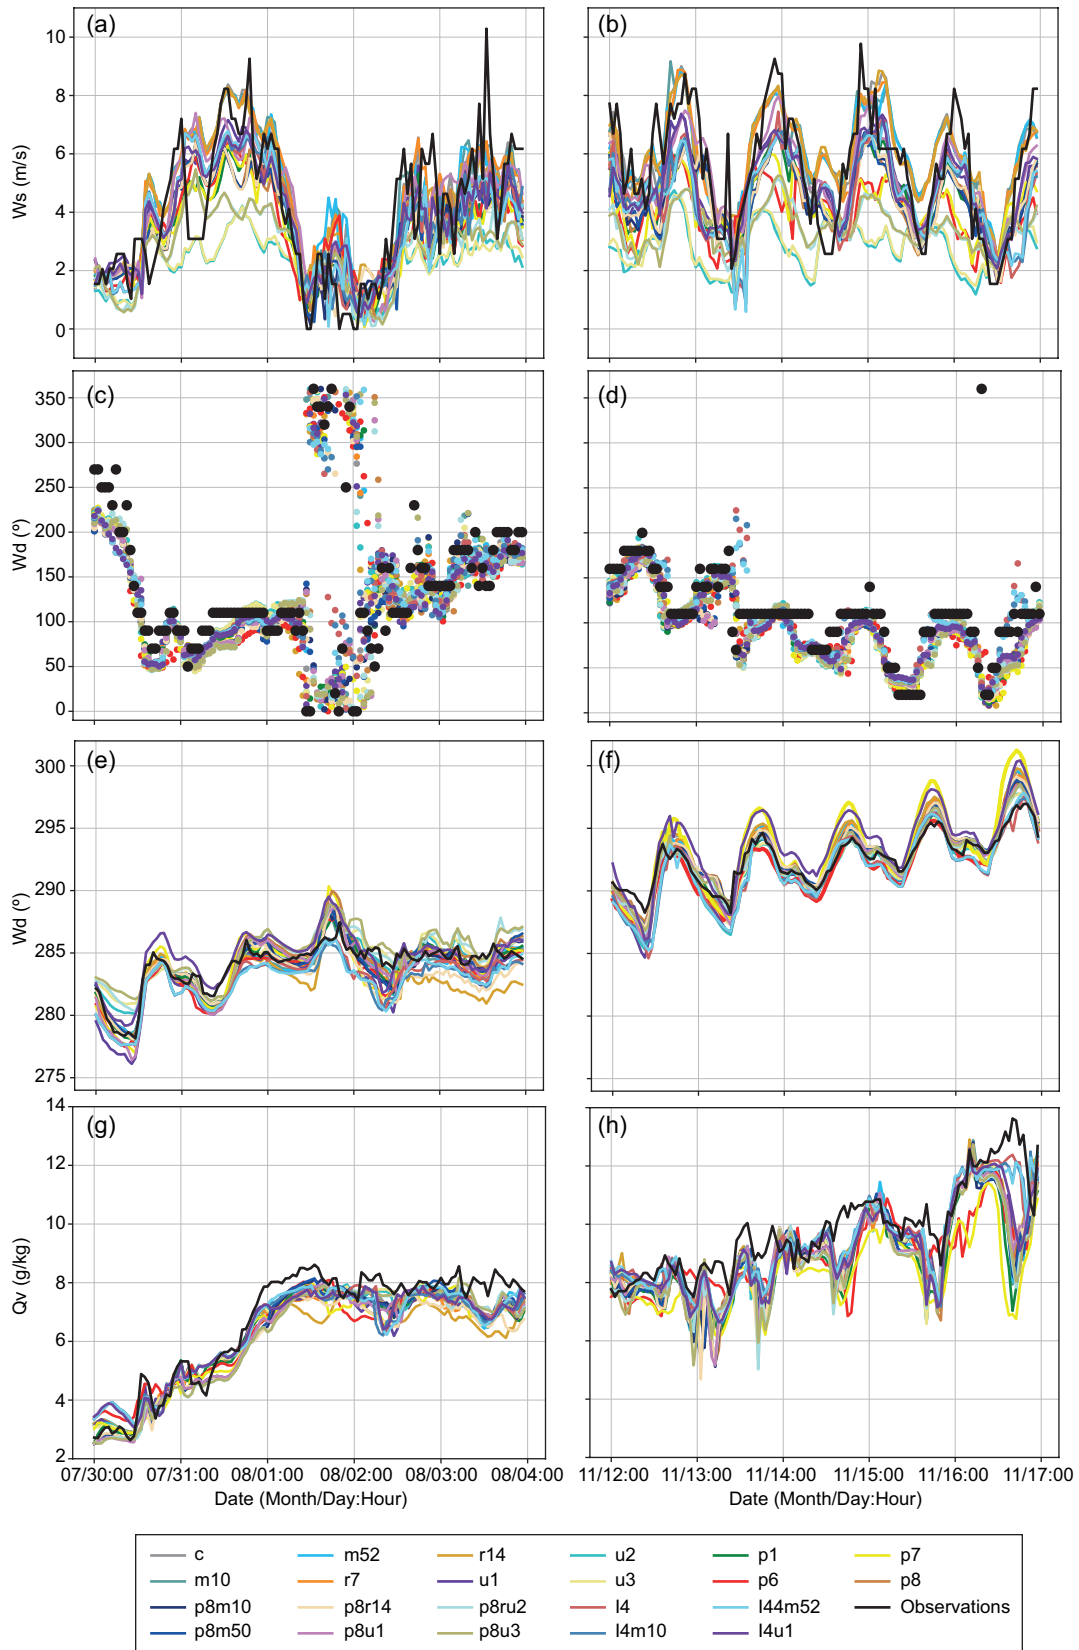 (a)
(b)
Ws (m/s)
10
8
6
4
2
0
(c)
(d)
Wd (º)
350
300
250
200
150
100
50
0
(e)
(f)
Wd (º)
300
295
290
285
280
275
(g)
(h)
Qv (g/kg)
14
12
10
8
6
4
2
07/30:00 07/31:00 08/01:00 08/02:00 08/03:00 08/04:00
11/12:00 11/13:00 11/14:00 11/15:00 11/16:00 11/17:00
Date (Month/Day:Hour)
Date (Month/Day:Hour)
c m52 r14 u2 p1 p7
m10 r7 u1 u3 p6 p8
p8m10 p8r14 p8ru2 l4 l44m52 Observations
p8m50 p8u1 p8u3 l4m10 l4u1